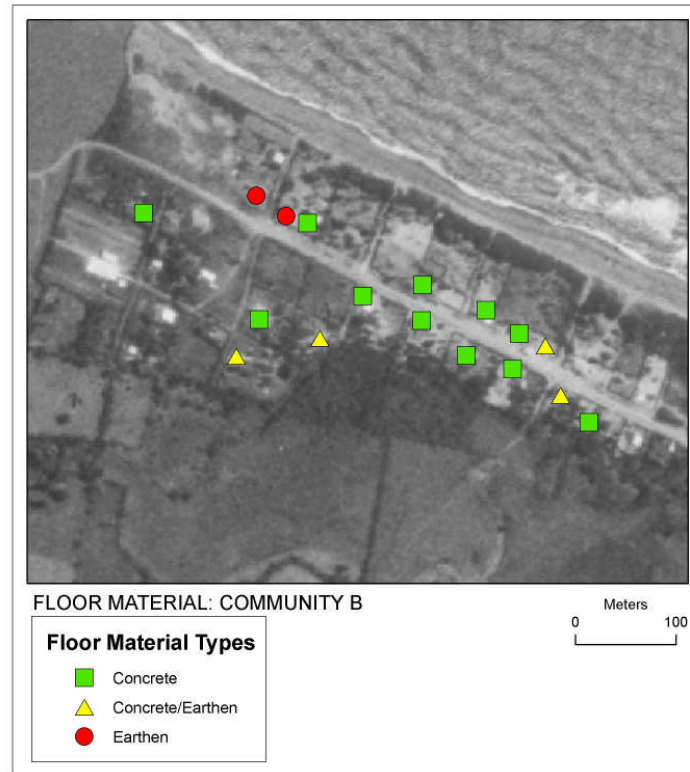 FLOOR MATERIAL: COMMUNITY B
Meters
0 100
Floor Material Types
Concrete
Concrete/Earthen
Earthen